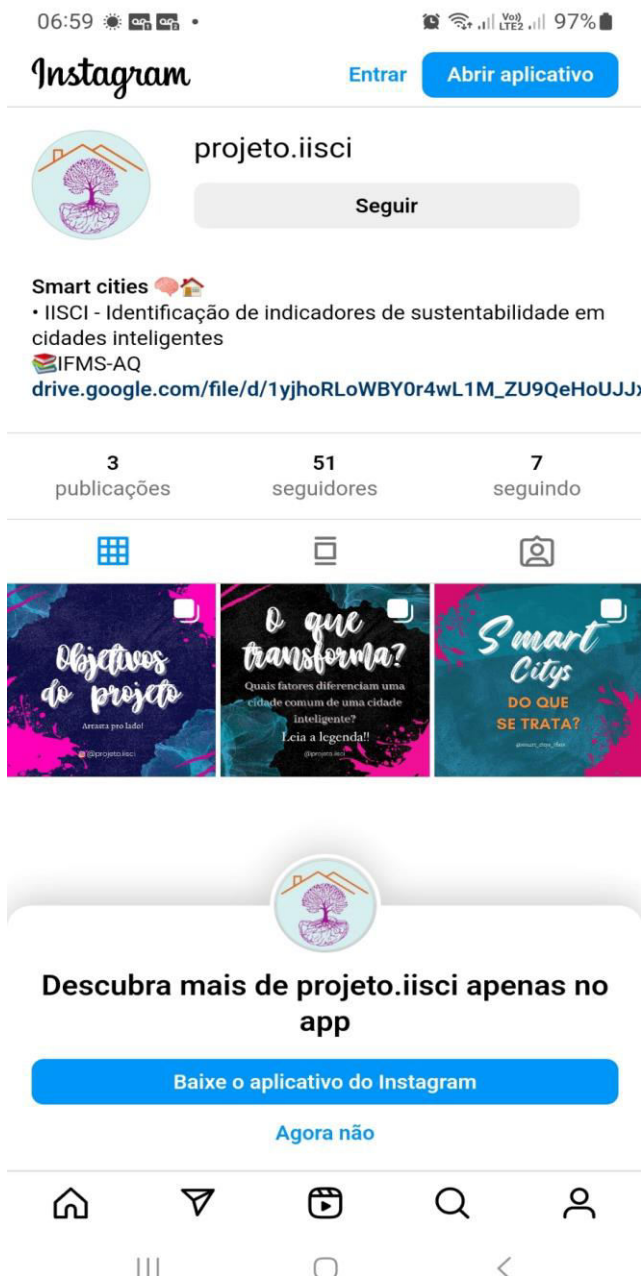 06:59
Vo)) LTE2 97%
Instagram
Entrar
Abrir aplicativo
projeto.iisci
Seguir
Smart cities
• IISCI - Identificação de indicadores de sustentabilidade em
cidades inteligentes
IFMS-AQ
drive.google.com/file/d/1yjhoRLoWBY0r4wL1M_ZU9QeHoUJJx
3
publicações
51
seguidores
7
seguindo
Objetivos
do projeto
Arrasta pro lado!
@projeto.iisci
O que
transforma?
Quais fatores diferenciam uma
cidade comum de uma cidade
inteligente?
Leia a legenda!!
@projeto.iisci
Smart
Citys
DO QUE
SE TRATA?
Descubra mais de projeto.iisci apenas no
app
Baixe o aplicativo do Instagram
Agora não